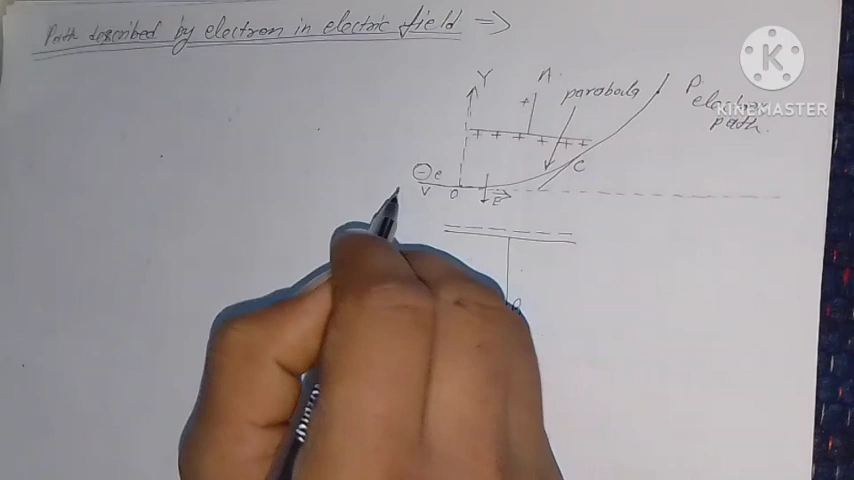 Path described by electron in electric field ⇒
Y
A.
+
parabola
P.
electron
path.
+ + + + + +
C
e
V
O
E
K
KINEMASTER